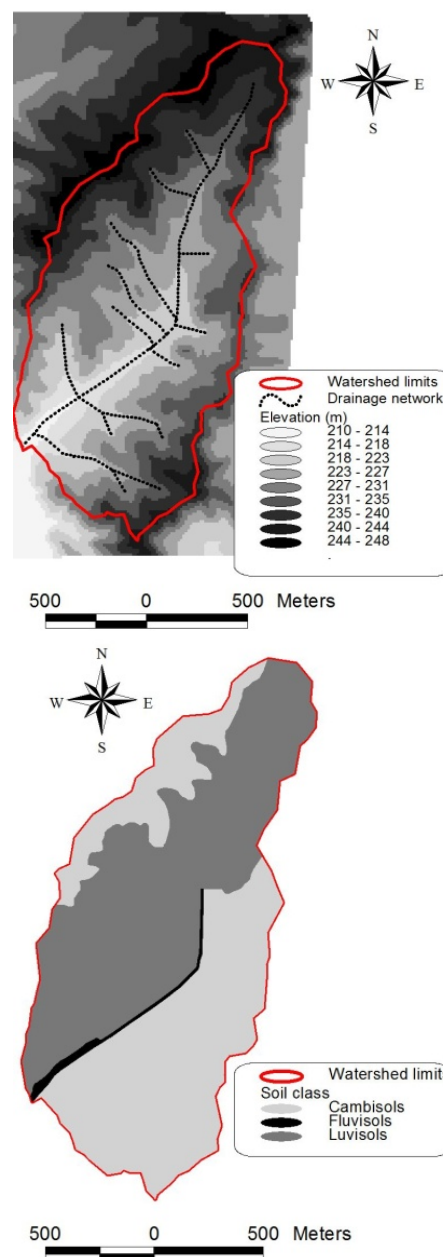 N
W E
S
Watershed limits
Drainage network
Elevation (m)
210 - 214
214 - 218
218 - 223
223 - 227
227 - 231
231 - 235
235 - 240
240 - 244
244 - 248
500 0 500 Meters
N
W E
S
Watershed limits
Soil class
Cambisols
Fluvisols
Luvisols
500 0 500 Meters